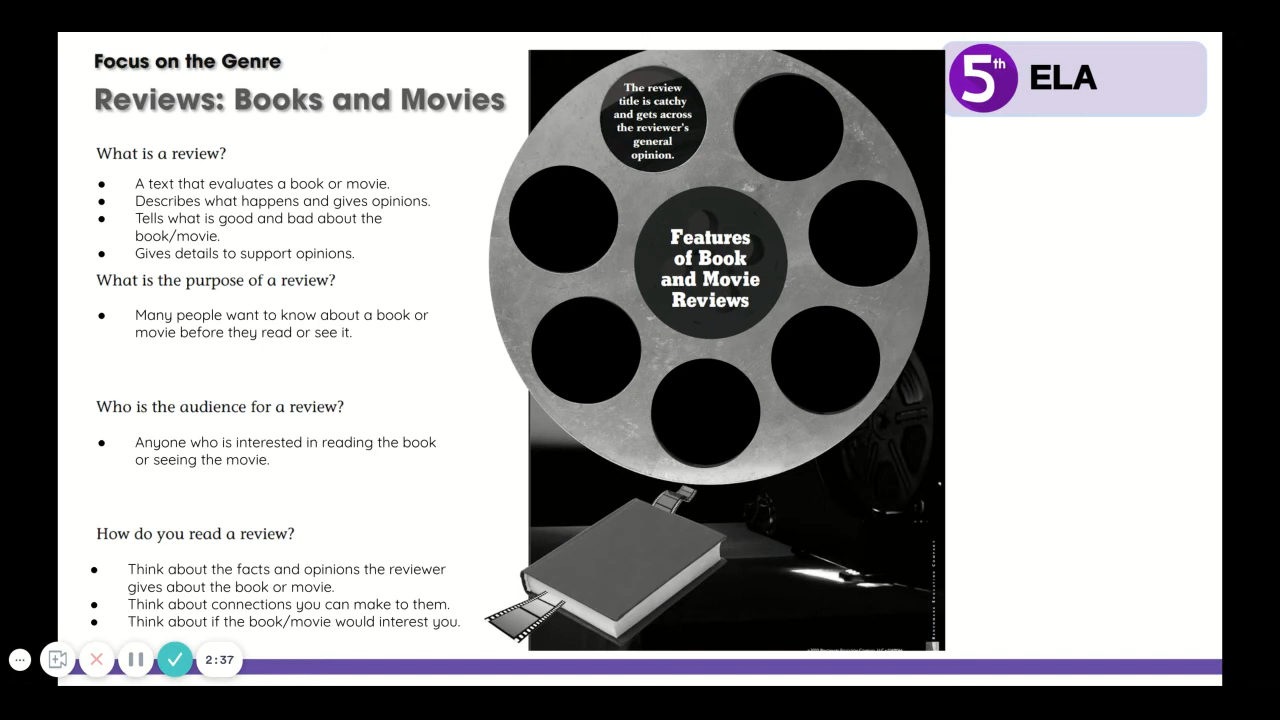 Focus on the Genre
Reviews: Books and Movies
What is a review?
● A text that evaluates a book or movie.
● Describes what happens and gives opinions.
● Tells what is good and bad about the
book/movie.
● Gives details to support opinions.
What is the purpose of a review?
● Many people want to know about a book or
movie before they read or see it.
Who is the audience for a review?
● Anyone who is interested in reading the book
or seeing the movie.
How do you read a review?
● Think about the facts and opinions the reviewer
gives about the book or movie.
● Think about connections you can make to them.
● Think about if the book/movie would interest you.
The review
title is catchy
and gets across
the reviewer's
general
opinion.
Features
of Book
and Movie
Reviews
5th ELA
2:37